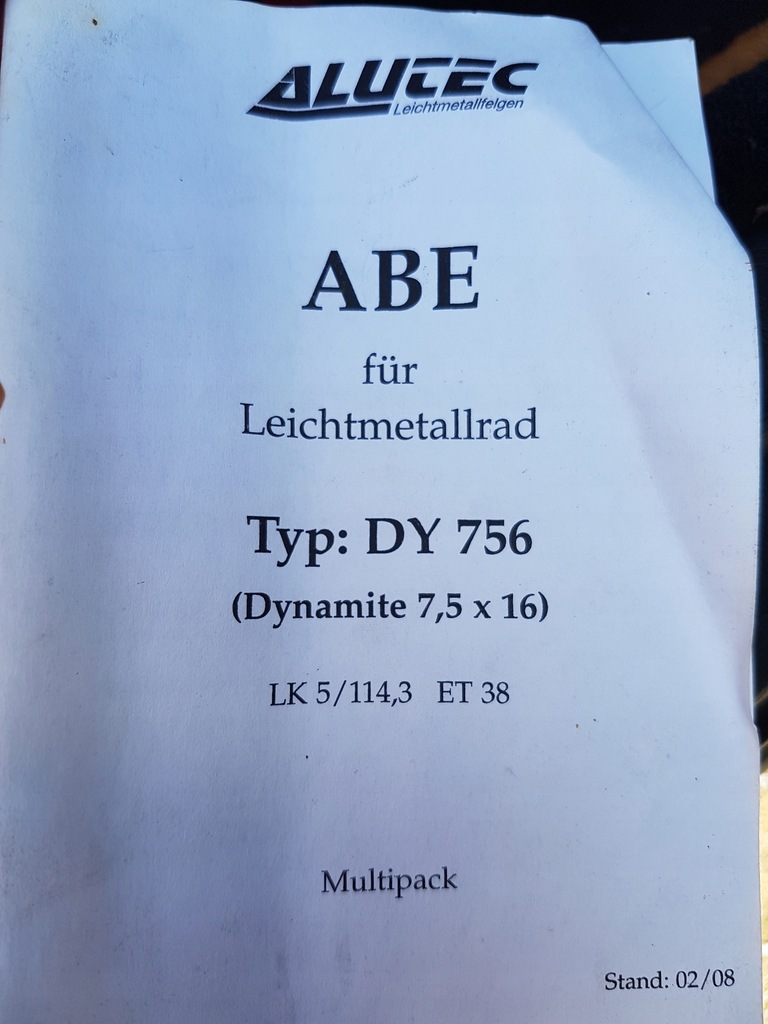 ALUTEC
Leichtmetallfelgen
ABE
für
Leichtmetallrad
Typ: DY 756
(Dynamite 7,5 x 16)
LK 5/114,3 ET 38
Multipack
Stand: 02/08